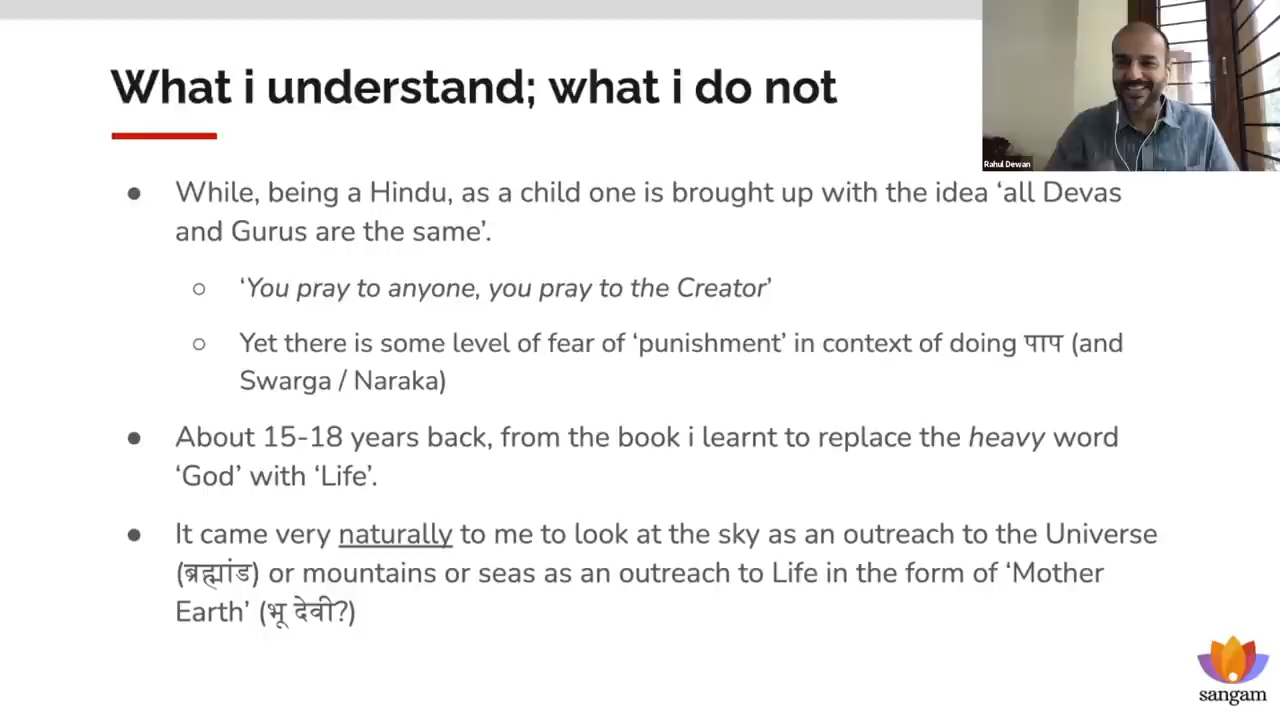 What i understand; what i do not
Rahul Dewan
● While, being a Hindu, as a child one is brought up with the idea ‘all Devas
and Gurus are the same’.
○ ‘You pray to anyone, you pray to the Creator’
○ Yet there is some level of fear of ‘punishment’ in context of doing पाप (and
Swarga / Naraka)
● About 15-18 years back, from the book i learnt to replace the heavy word
‘God’ with ‘Life’.
● It came very naturally to me to look at the sky as an outreach to the Universe
(ब्रह्मांड) or mountains or seas as an outreach to Life in the form of ‘Mother
Earth’ (भू देवी?)
sangam